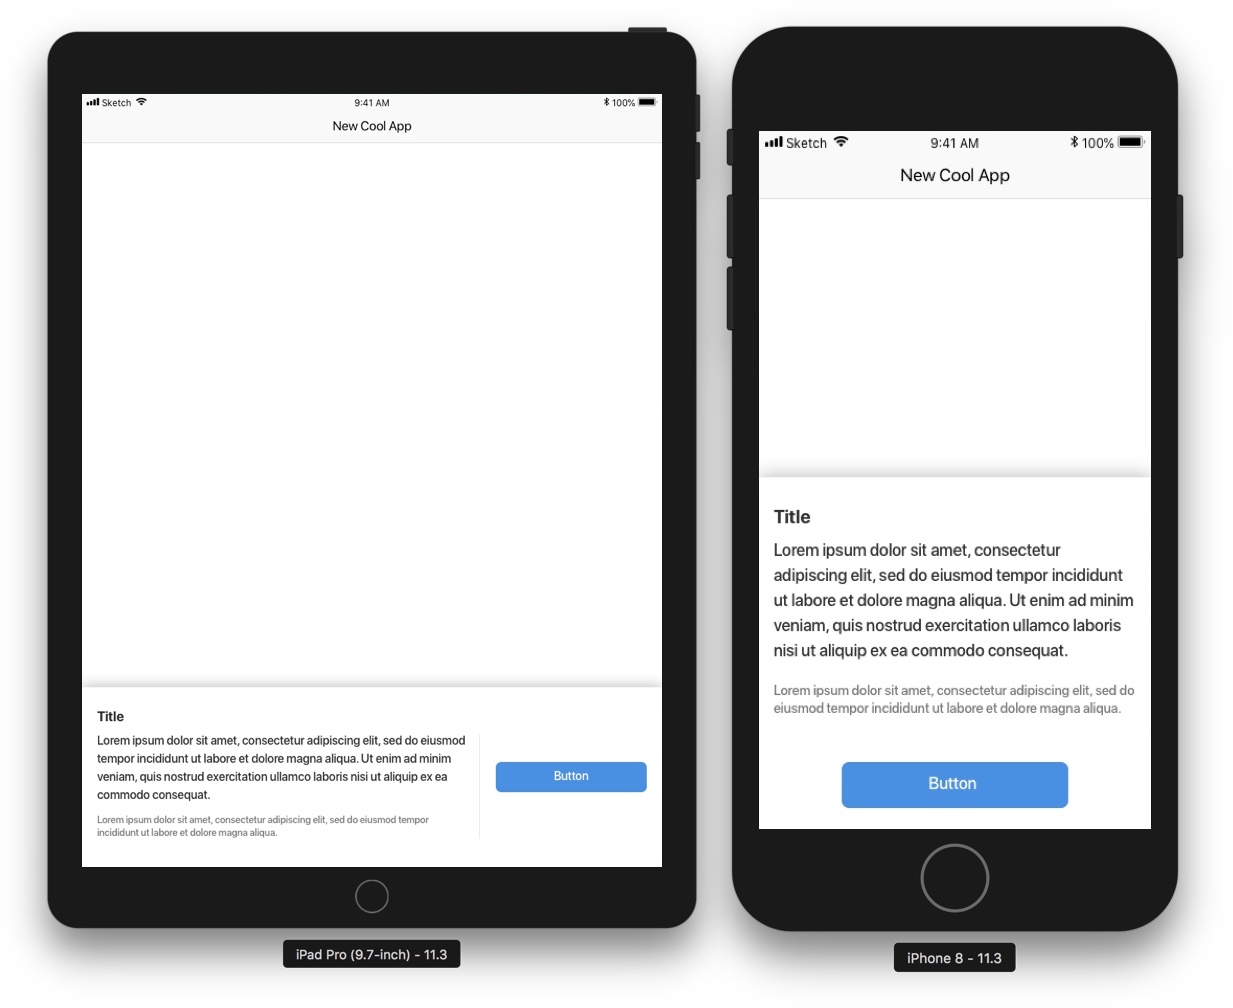 Sketch 9:41 AM 100%
New Cool App
Title
Lorem ipsum dolor sit amet, consectetur adipiscing elit, sed do eiusmod
tempor incididunt ut labore et dolore magna aliqua. Ut enim ad minim
veniam, quis nostrud exercitation ullamco laboris nisi ut aliquip ex ea
commodo consequat.
Lorem ipsum dolor sit amet, consectetur adipiscing elit, sed do eiusmod tempor
incididunt ut labore et dolore magna aliqua.
Button
iPad Pro (9.7-inch) - 11.3
Sketch 9:41 AM 100%
New Cool App
Title
Lorem ipsum dolor sit amet, consectetur
adipiscing elit, sed do eiusmod tempor incididunt
ut labore et dolore magna aliqua. Ut enim ad minim
veniam, quis nostrud exercitation ullamco laboris
nisi ut aliquip ex ea commodo consequat.
Lorem ipsum dolor sit amet, consectetur adipiscing elit, sed do
eiusmod tempor incididunt ut labore et dolore magna aliqua.
Button
iPhone 8 - 11.3